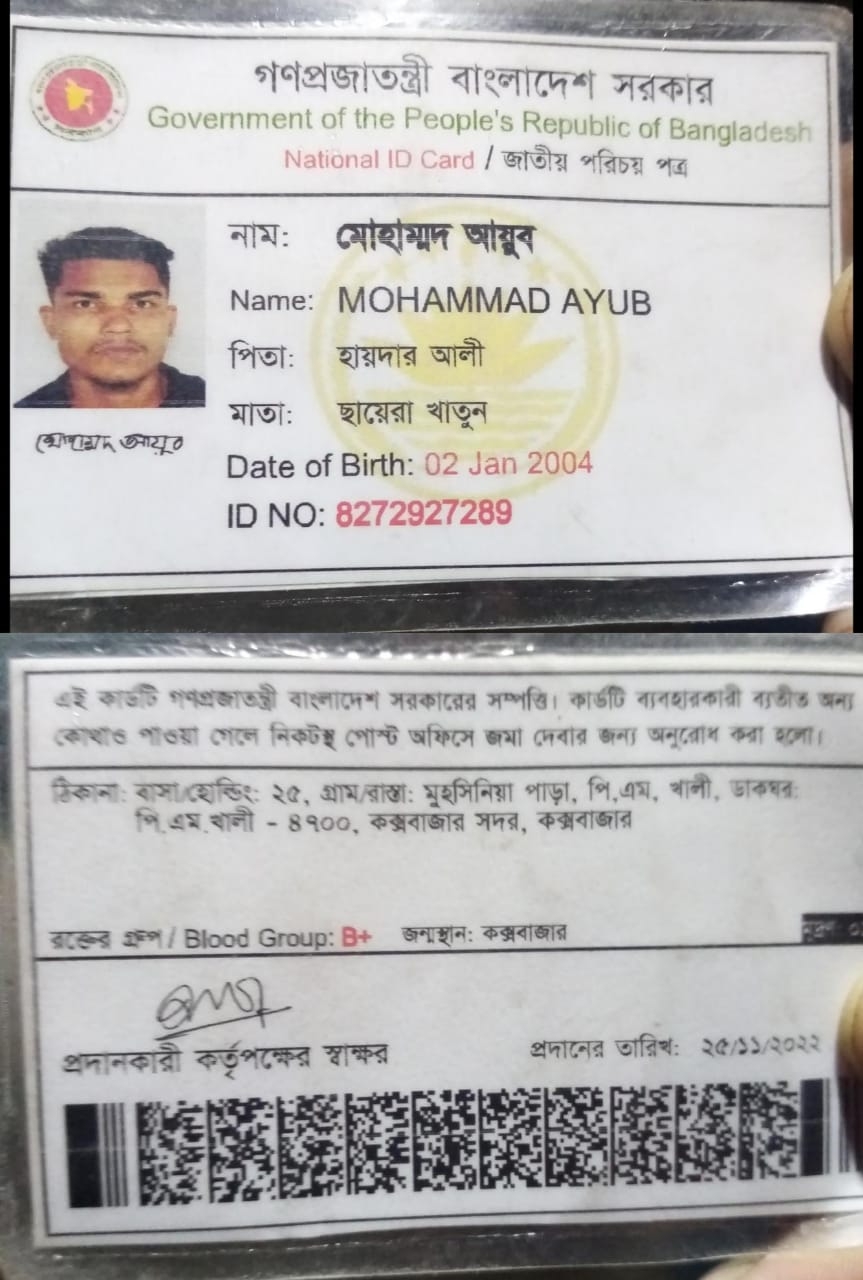 গণপ্রজাতন্ত্রী বাংলাদেশ সরকার
Government of the People's Republic of Bangladesh
National ID Card / জাতীয় পরিচয় পত্র
নাম: মোহাম্মদ আয়ুব
Name: MOHAMMAD AYUB
পিতা: হায়দার আলী
মাতা: ছায়েরা খাতুন
মোহাম্মদ আয়ুব
Date of Birth: 02 Jan 2004
ID NO: 8272927289
এই কার্ডটি গণপ্রজাতন্ত্রী বাংলাদেশ সরকারের সম্পত্তি। কার্ডটি ব্যবহারকারী ব্যতীত অন্য
কোথাও পাওয়া গেলে নিকটস্থ পোস্ট অফিসে জমা দেবার জন্য অনুরোধ করা হলো।
ঠিকানা: বাসা/হোল্ডিং: ২৫, গ্রাম/রাস্তা: মুহসিনিয়া পাড়া, পি,এম, খালী, ডাকঘর:
পি.এম.খালী - ৪৭০০, কক্সবাজার সদর, কক্সবাজার
রক্তের গ্রুপ / Blood Group: B+ জন্মস্থান: কক্সবাজার
প্রদানকারী কর্তৃপক্ষের স্বাক্ষর
প্রদানের তারিখ: ২৫/১১/২০২২